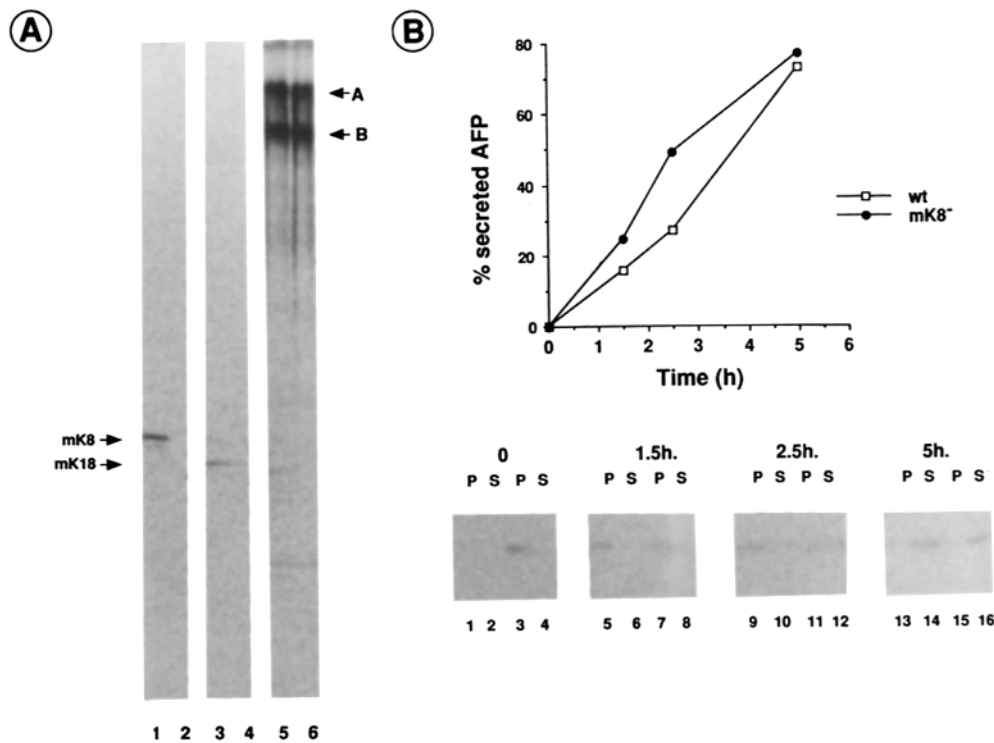 A
A
B
mK8
mK18
1 2 3 4 5 6
B
% secreted AFP
80
60
40
20
0
0 1 2 3 4 5 6
Time (h)
wt
mK8-
0 1.5h. 2.5h. 5h.
P S P S P S P S P S P S P S P S
1 2 3 4 5 6 7 8 9 10 11 12 13 14 15 16